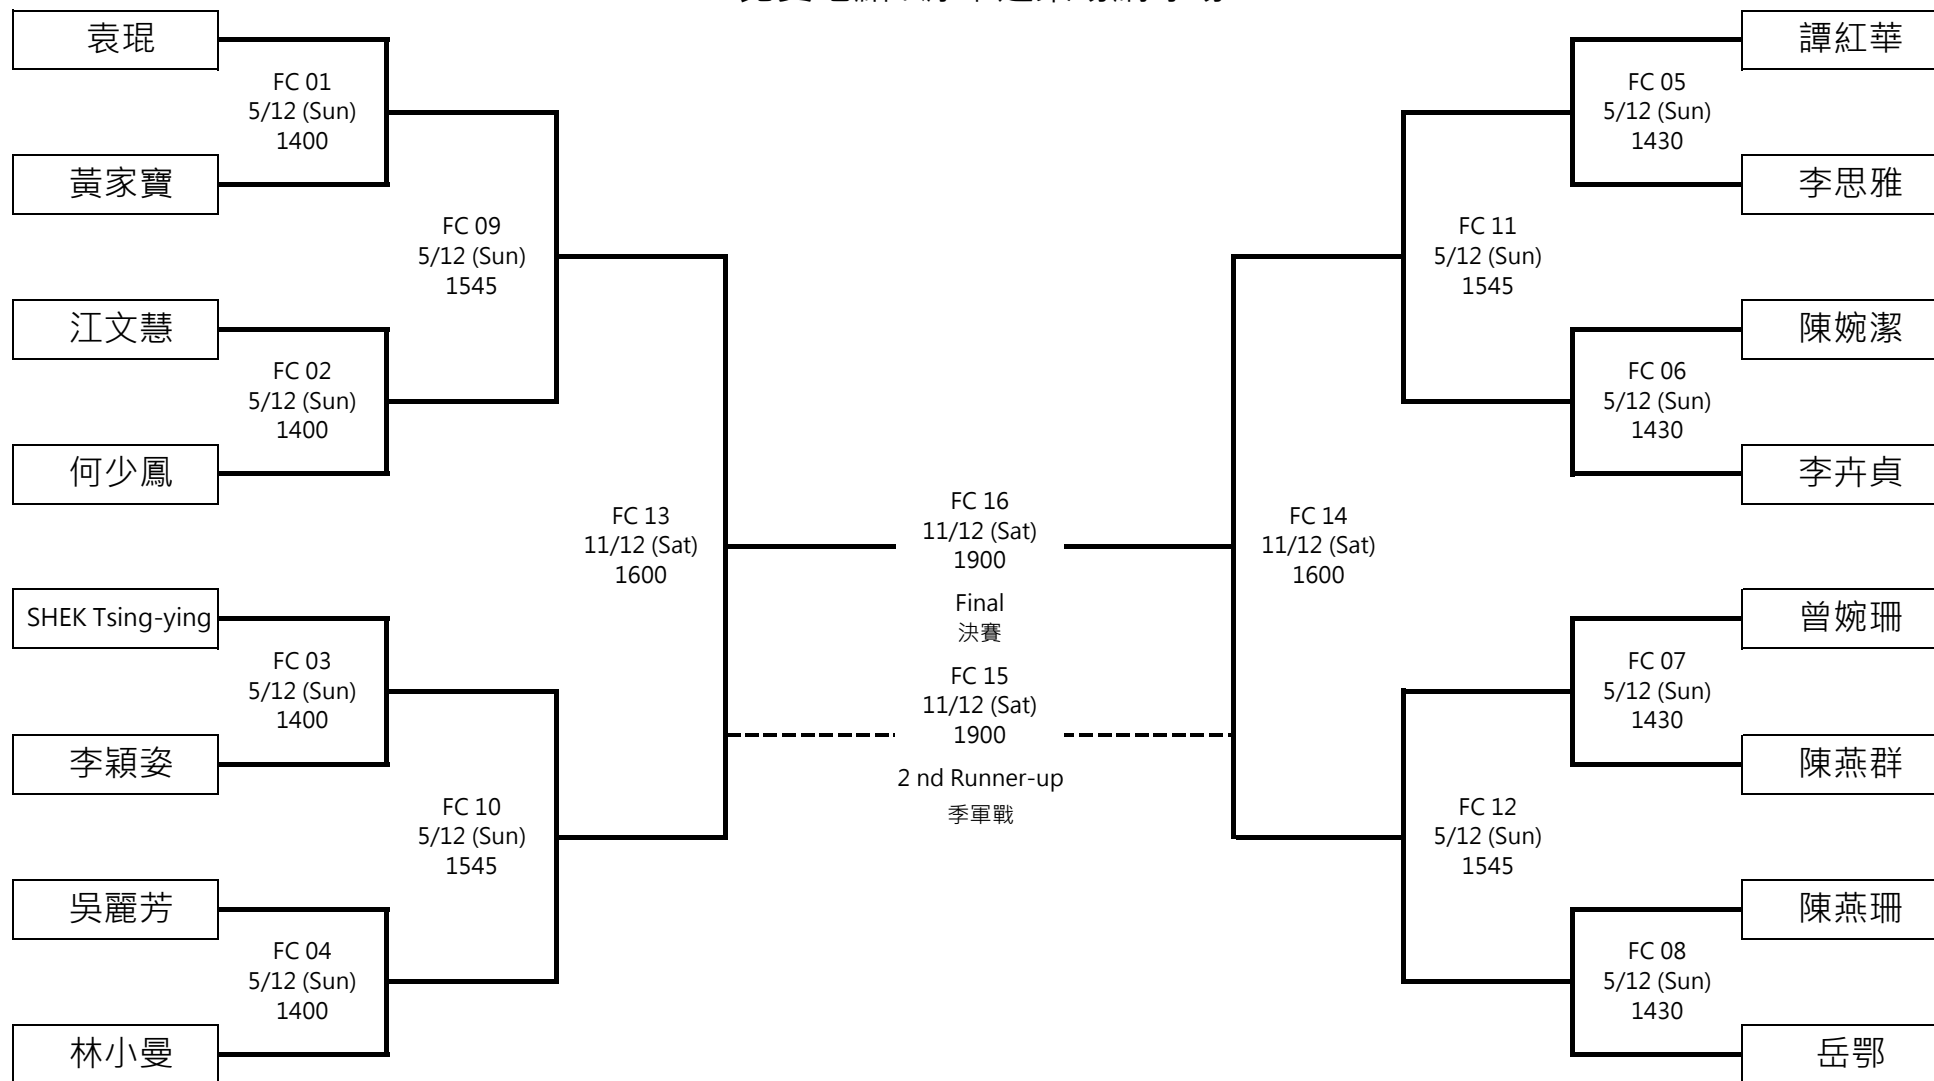 袁琨
FC 01
5/12 (Sun)
1400
黃家寶
FC 09
5/12 (Sun)
1545
江文慧
FC 02
5/12 (Sun)
1400
何少鳳
FC 13
11/12 (Sat)
1600
SHEK Tsing-ying
FC 03
5/12 (Sun)
1400
李穎姿
FC 10
5/12 (Sun)
1545
吳麗芳
FC 04
5/12 (Sun)
1400
林小曼
FC 16
11/12 (Sat)
1900
Final
決賽
FC 15
11/12 (Sat)
1900
2 nd Runner-up
季軍戰
譚紅華
FC 05
5/12 (Sun)
1430
李思雅
FC 11
5/12 (Sun)
1545
陳婉潔
FC 06
5/12 (Sun)
1430
李卉貞
FC 14
11/12 (Sat)
1600
曾婉珊
FC 07
5/12 (Sun)
1430
陳燕群
FC 12
5/12 (Sun)
1545
陳燕珊
FC 08
5/12 (Sun)
1430
岳鄂